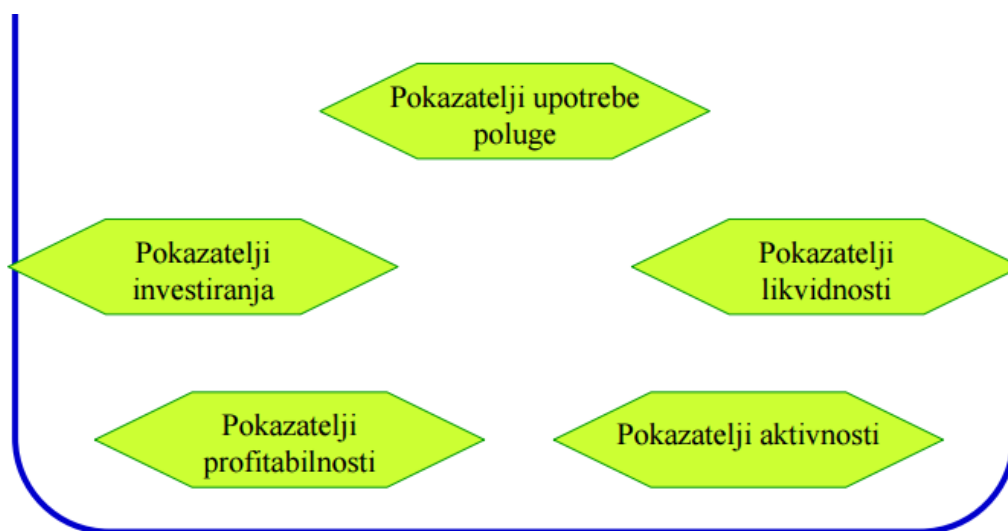 Pokazatelji upotrebe
poluge
Pokazatelji
investiranja
Pokazatelji
likvidnosti
Pokazatelji
profitabilnosti
Pokazatelji aktivnosti